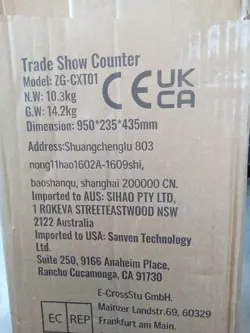 Trade Show Counter
Model: ZG-CXT01
N.W: 10.3kg
G.W: 14.2kg
CE UK CA
Dimension: 950*235*435mm
Address:Shuangchenglu 803
nong11hao1602A-1609shi,
baoshanqu, shanghai 200000 CN.
Imported to AUS: SIHAO PTY LTD,
1 ROKEVA STREETEASTWOOD NSW
2122 Australia
Imported to USA: Sanven Technology
Ltd.
Suite 250, 9166 Anaheim Place,
Rancho Cucamonga, CA 91730
E-CrossStu GmbH.
EC REP
Mainzer Landstr.69, 60329
Frankfurt am Main.